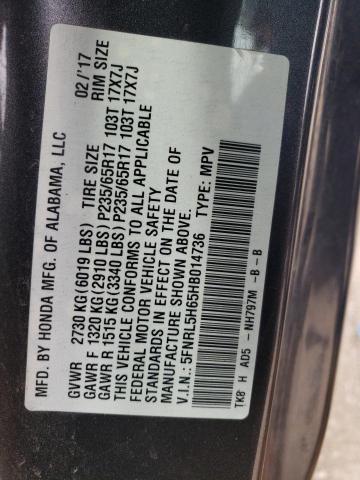 MFD. BY HONDA MFG. OF ALABAMA, LLC 02/'17
GVWR 2730 KG(6019 LBS) TIRE SIZE RIM SIZE
GAWR F 1320 KG(2910 LBS) P235/65R17 103T 17X7J
GAWR R 1515 KG(3340 LBS) P235/65R17 103T 17X7J
THIS VEHICLE CONFORMS TO ALL APPLICABLE
FEDERAL MOTOR VEHICLE SAFETY
STANDARDS IN EFFECT ON THE DATE OF
MANUFACTURE SHOWN ABOVE.
V.I.N.: 5FNRL5H65HB014736 TYPE: MPV
TK8 H AD5 -NH797M -B -B